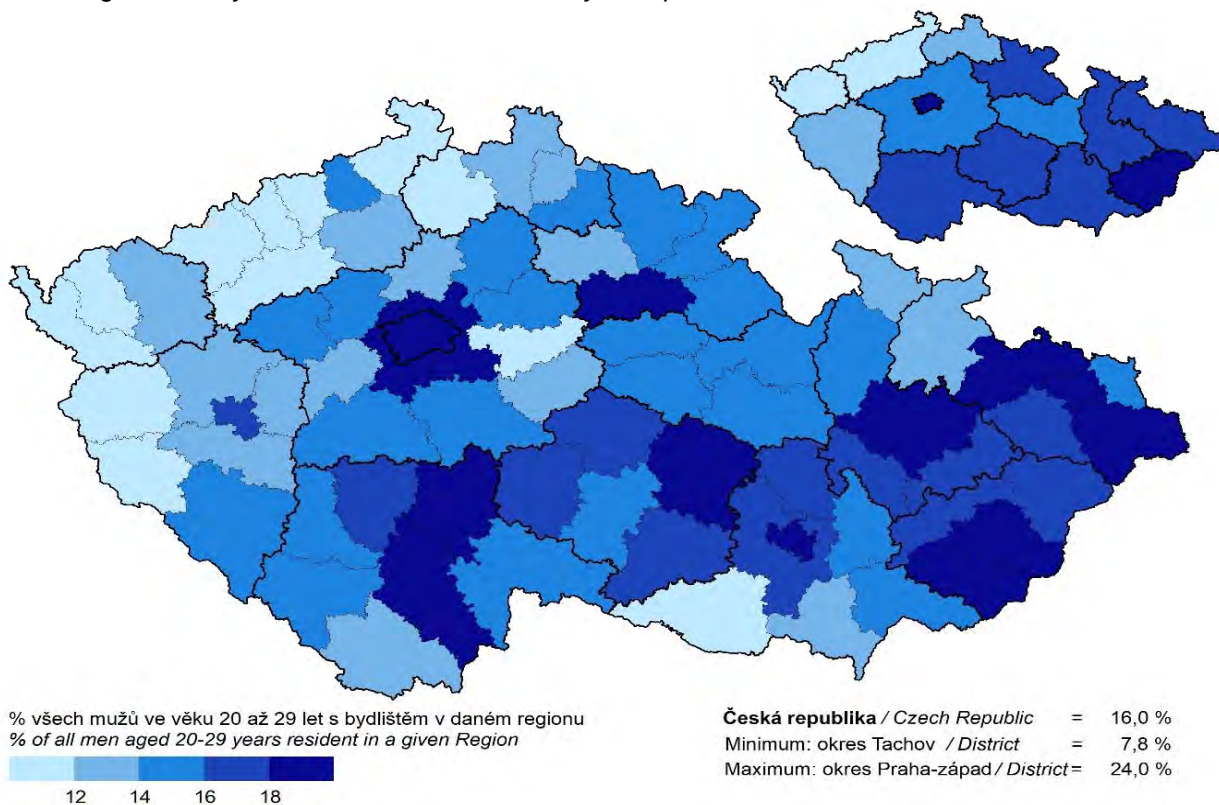 % všech mužů ve věku 20 až 29 let s bydlištěm v daném regionu
% of all men aged 20-29 years resident in a given Region
12 14 16 18
Česká republika / Czech Republic = 16,0 %
Minimum: okres Tachov / District = 7,8 %
Maximum: okres Praha-západ / District = 24,0 %